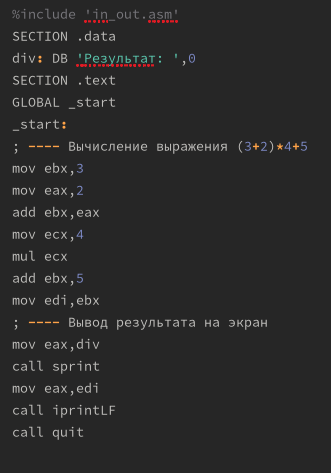 %include 'in_out.asm'
SECTION .data
div: DB 'Результат: ',0
SECTION .text
GLOBAL _start
_start:
; ---- Вычисление выражения (3+2)*4+5
mov ebx,3
mov eax,2
add ebx,eax
mov ecx,4
mul ecx
add ebx,5
mov edi,ebx
; ---- Вывод результата на экран
mov eax,div
call sprint
mov eax,edi
call iprintLF
call quit